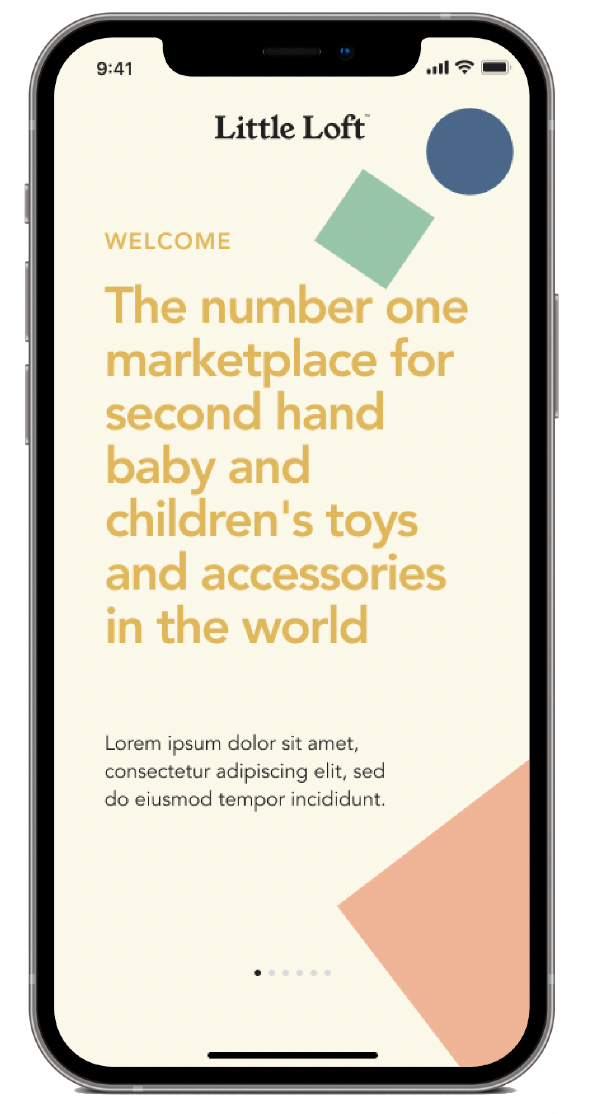 9:41
Little Loft™
WELCOME
The number one
marketplace for
second hand
baby and
children's toys
and accessories
in the world
Lorem ipsum dolor sit amet,
consectetur adipiscing elit, sed
do eiusmod tempor incididunt.